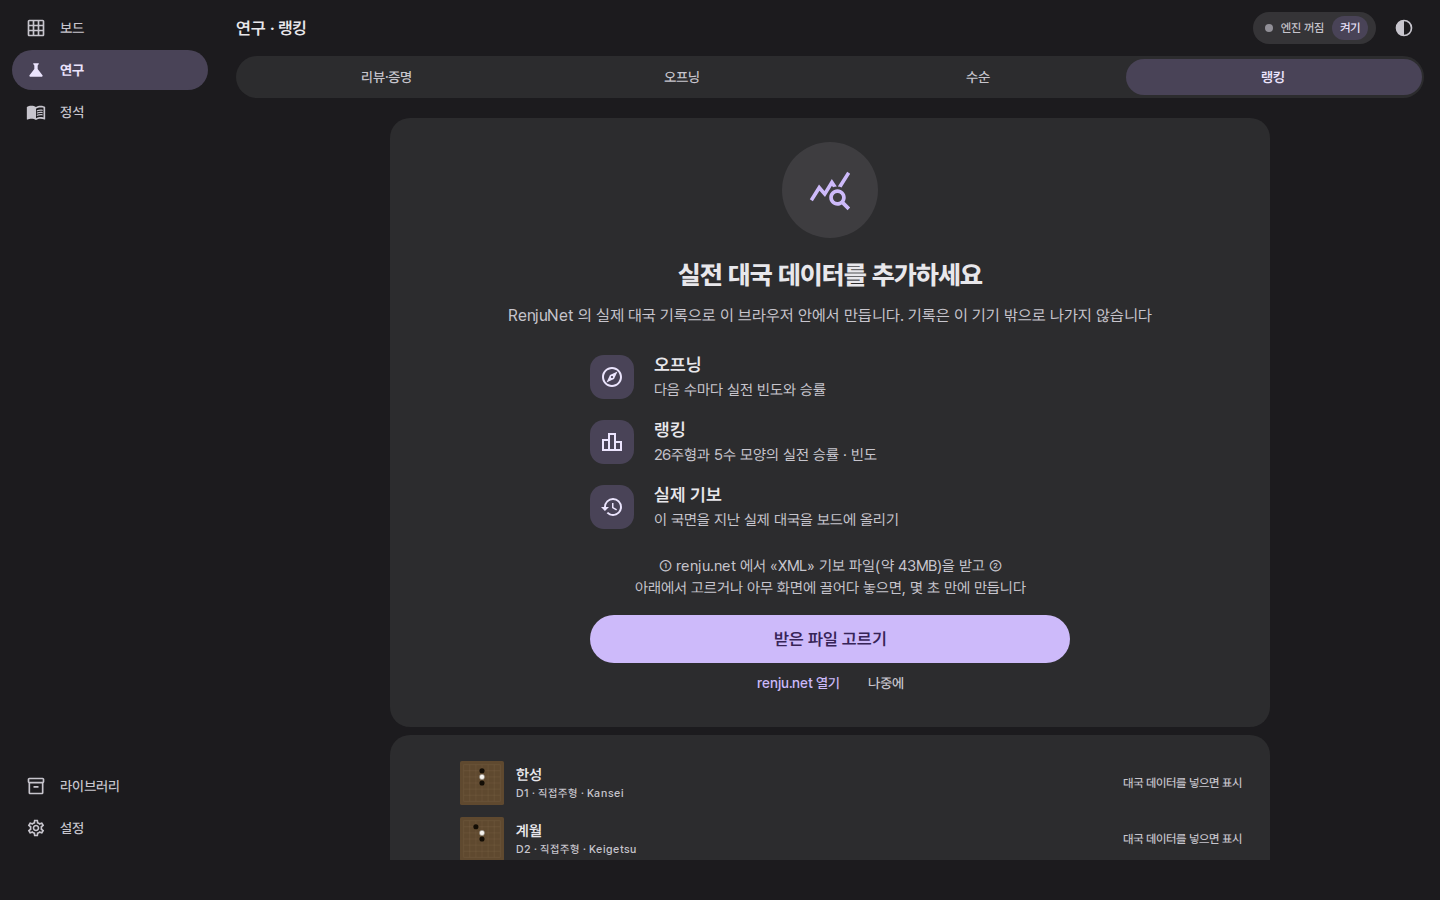 보드
연구
정석
라이브러리
설정
연구 · 랭킹
엔진 꺼짐
켜기
리뷰·증명
오프닝
수순
랭킹
실전 대국 데이터를 추가하세요
RenjuNet 의 실제 대국 기록으로 이 브라우저 안에서 만듭니다. 기록은 이 기기 밖으로 나가지 않습니다
오프닝
다음 수마다 실전 빈도와 승률
랭킹
26주형과 5수 모양의 실전 승률 · 빈도
실제 기보
이 국면을 지난 실제 대국을 보드에 올리기
① renju.net 에서 «XML» 기보 파일(약 43MB)을 받고 ②
아래에서 고르거나 아무 화면에 끌어다 놓으면, 몇 초 만에 만듭니다
받은 파일 고르기
renju.net 열기
나중에
한성
D1 · 직접주형 · Kansei
대국 데이터를 넣으면 표시
계월
D2 · 직접주형 · Keigetsu
대국 데이터를 넣으면 표시